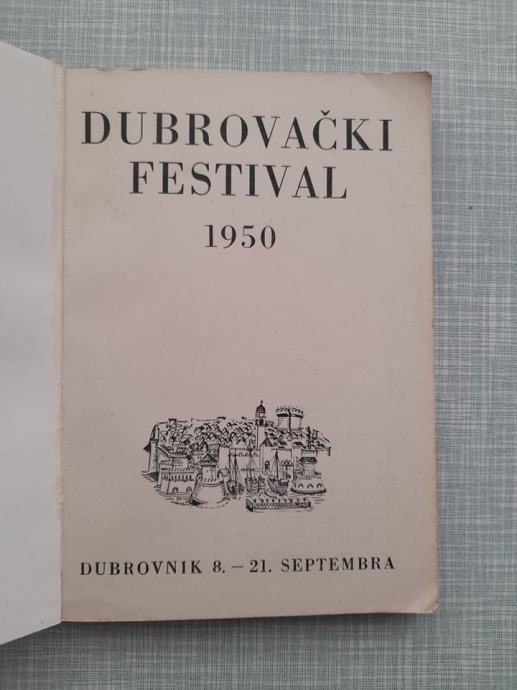 DUBROVAČKI
FESTIVAL
1950
DUBROVNIK 8. – 21. SEPTEMBRA